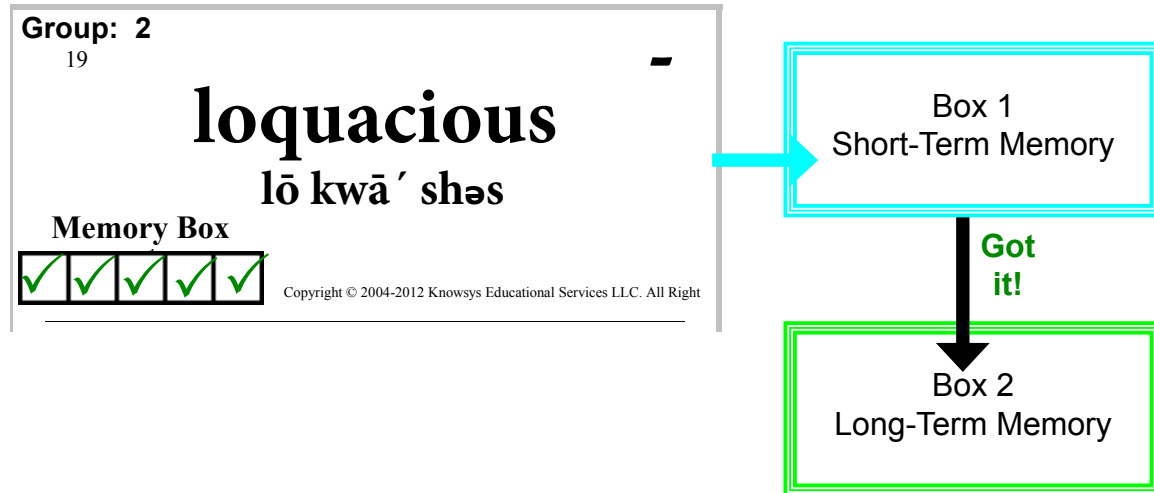 Group: 2
19
-
loquacious
lō kwā´ shəs
Memory Box
Copyright © 2004-2012 Knowsys Educational Services LLC. All Right
Box 1
Short-Term Memory
Got
it!
Box 2
Long-Term Memory